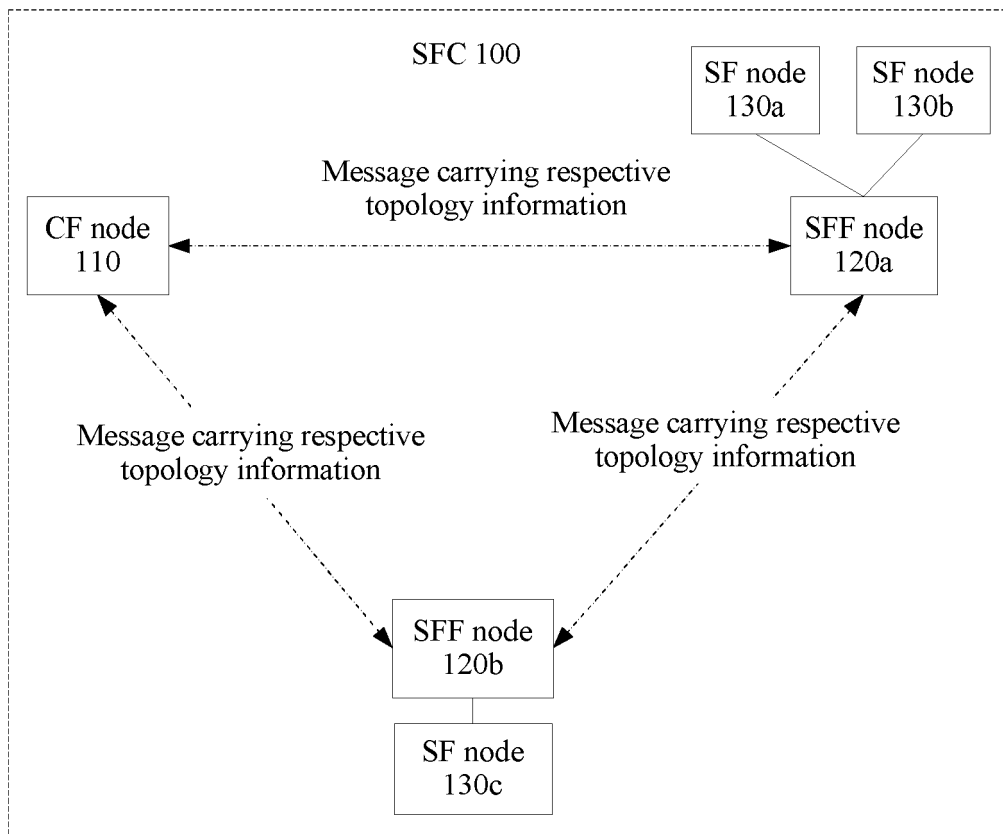 SFC 100
SF node
130a
SF node
130b
Message carrying respective
topology information
CF node
110
SFF node
120a
Message carrying respective
topology information
Message carrying respective
topology information
SFF node
120b
SF node
130c